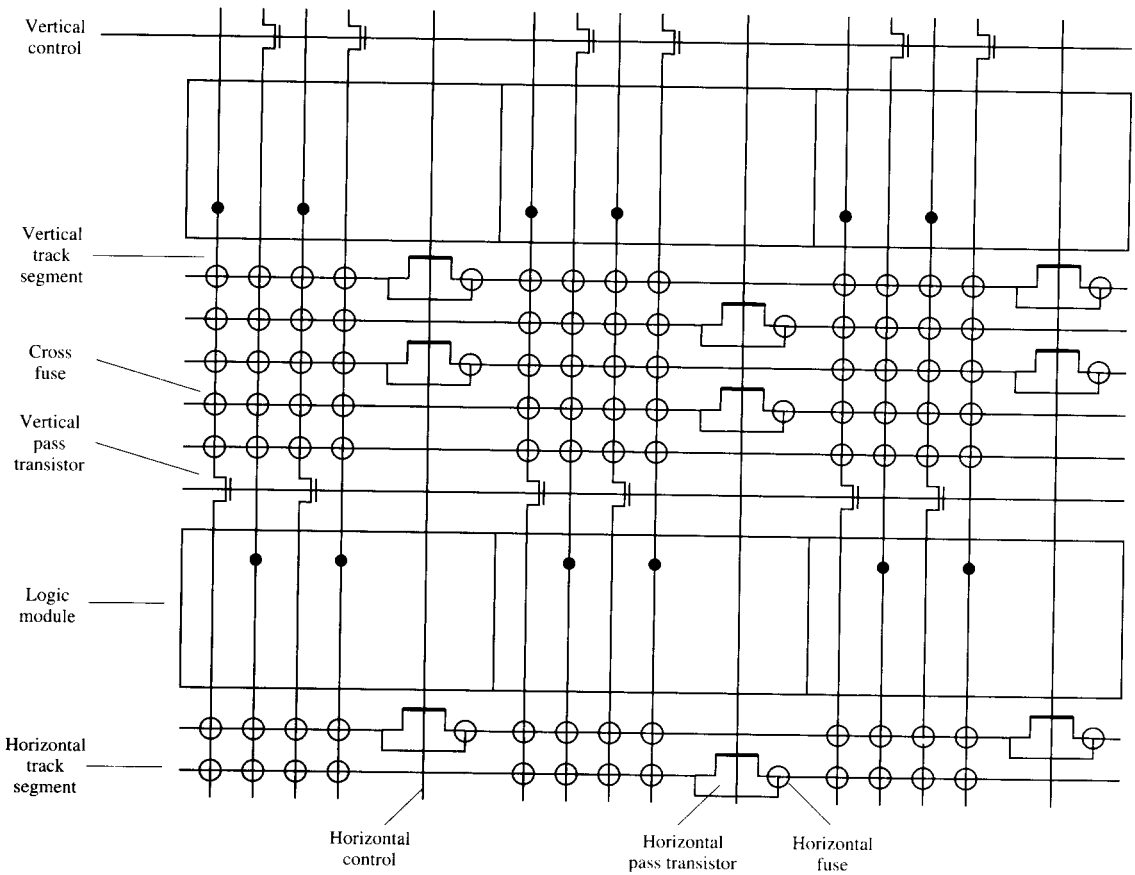 Vertical
control
Vertical
track
segment
Cross
fuse
Vertical
pass
transistor
Logic
module
Horizontal
track
segment
Horizontal
control
Horizontal
pass transistor
Horizontal
fuse